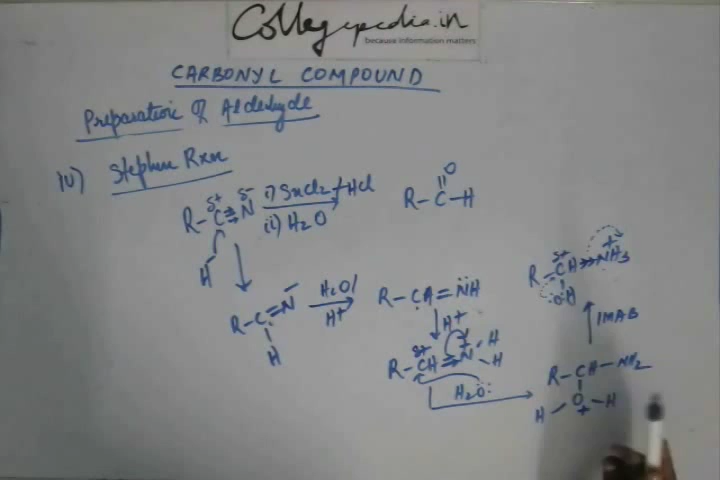 Collegepedia.in
because information matters
CARBONYL COMPOUND
Preparation of Aldehyde
IV) Stephen Rxn
R-C≡N δ+ δ- i) SnCl2 + HCl
ii) H2O
O
R-C-H
H
R-C=N-
H
H2O/
H+
R-CH=NH
H+
δ+
R-CH=N-H
+
H
H2O:
R-CH-NH2
H-O-H
+
IMAB
δ+ +
R-CH-NH3
:O-H